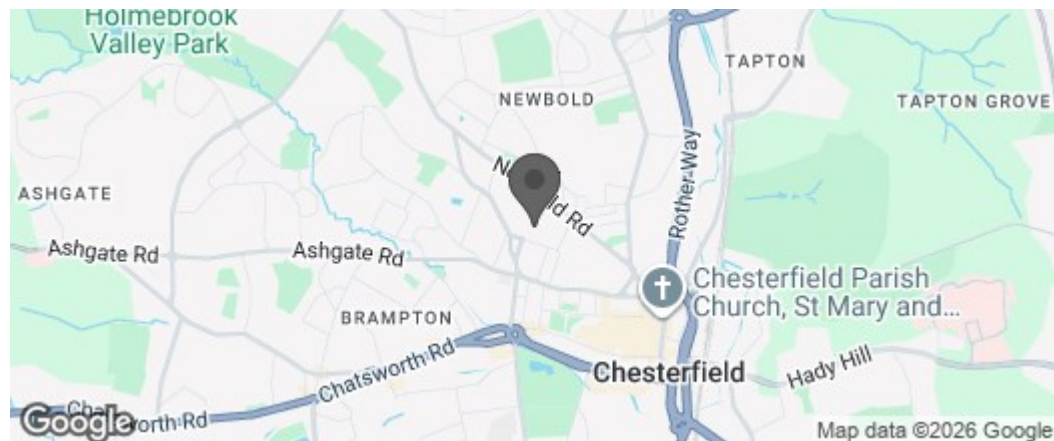 Holmebrook
Valley Park
TAPTON
NEWBOLD
TAPTON GROVE
ASHGATE
Rother Way
Ashgate Rd
Ashgate Rd
Chesterfield Parish
Church, St Mary and...
BRAMPTON
Chatsworth Rd
Chesterfield
Hady Hill
Google
Map data ©2026 Google